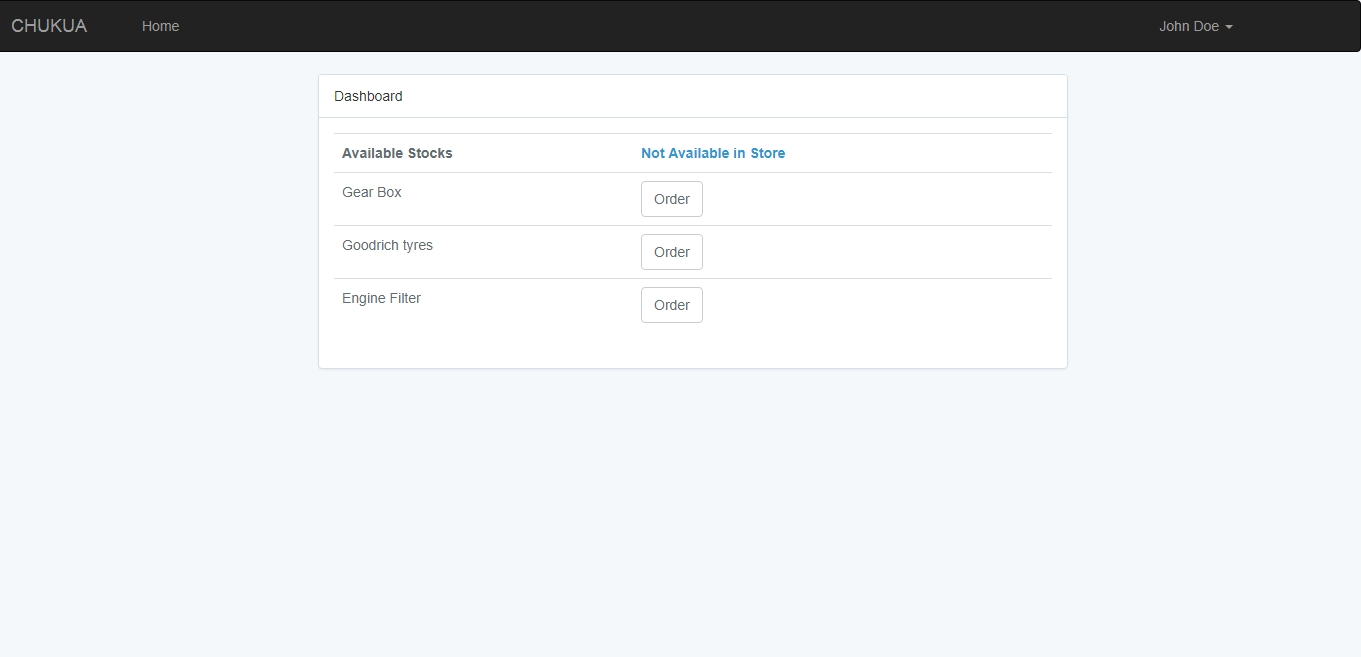 CHUKUA Home John Doe
Dashboard
Available Stocks Not Available in Store
Gear Box Order
Goodrich tyres Order
Engine Filter Order